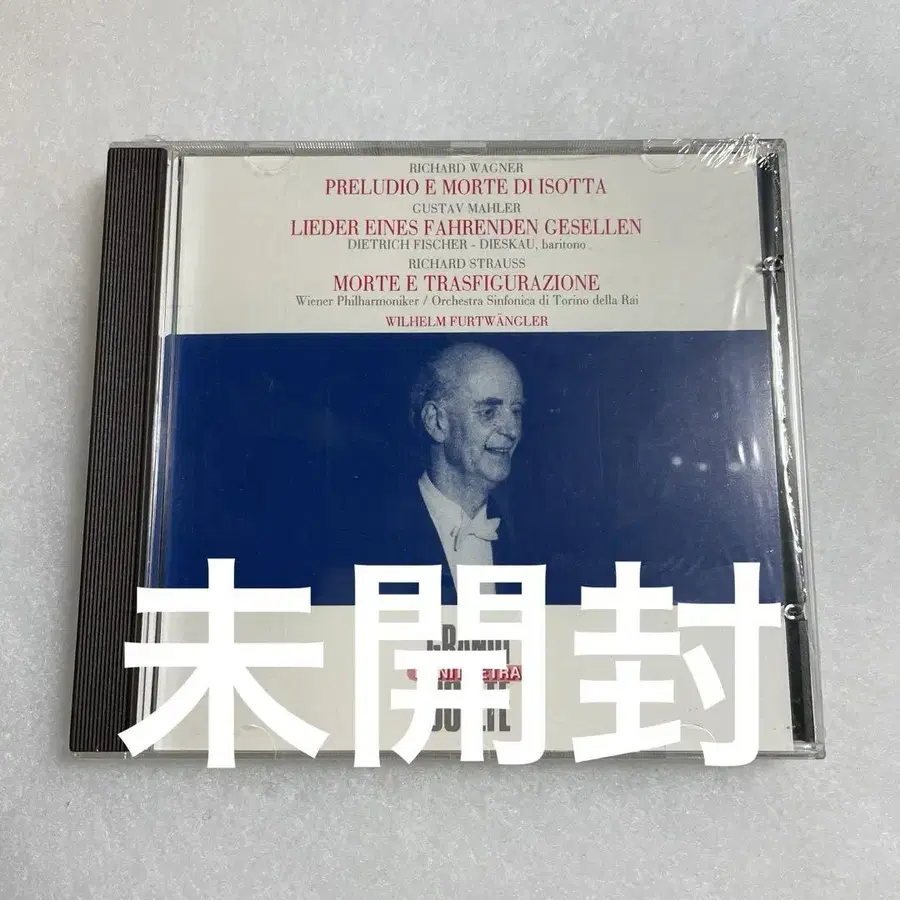 RICHARD WAGNER
PRELUDIO E MORTE DI ISOTTA
GUSTAV MAHLER
LIEDER EINES FAHRENDEN GESELLEN
DIETRICH FISCHER - DIESKAU, baritono
RICHARD STRAUSS
MORTE E TRASFIGURAZIONE
Wiener Philharmoniker / Orchestra Sinfonica di Torino della Rai
WILHELM FURTWÄNGLER
未開封